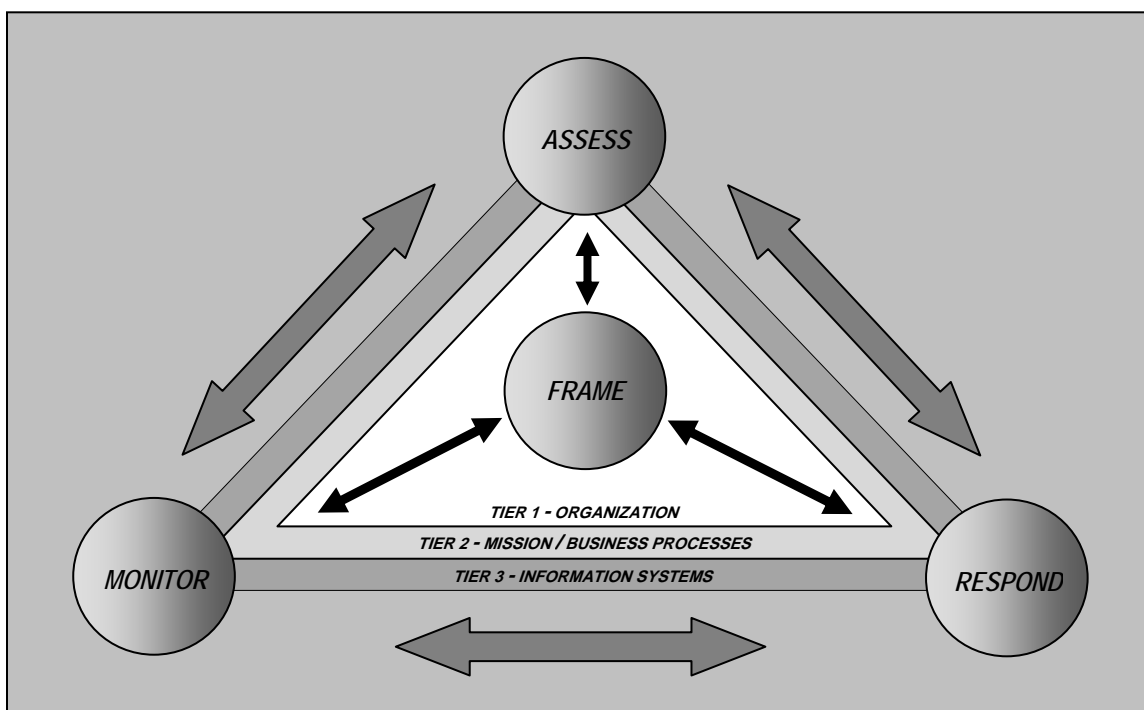 ASSESS
FRAME
TIER 1 - ORGANIZATION
TIER 2 - MISSION / BUSINESS PROCESSES
MONITOR
TIER 3 - INFORMATION SYSTEMS
RESPOND